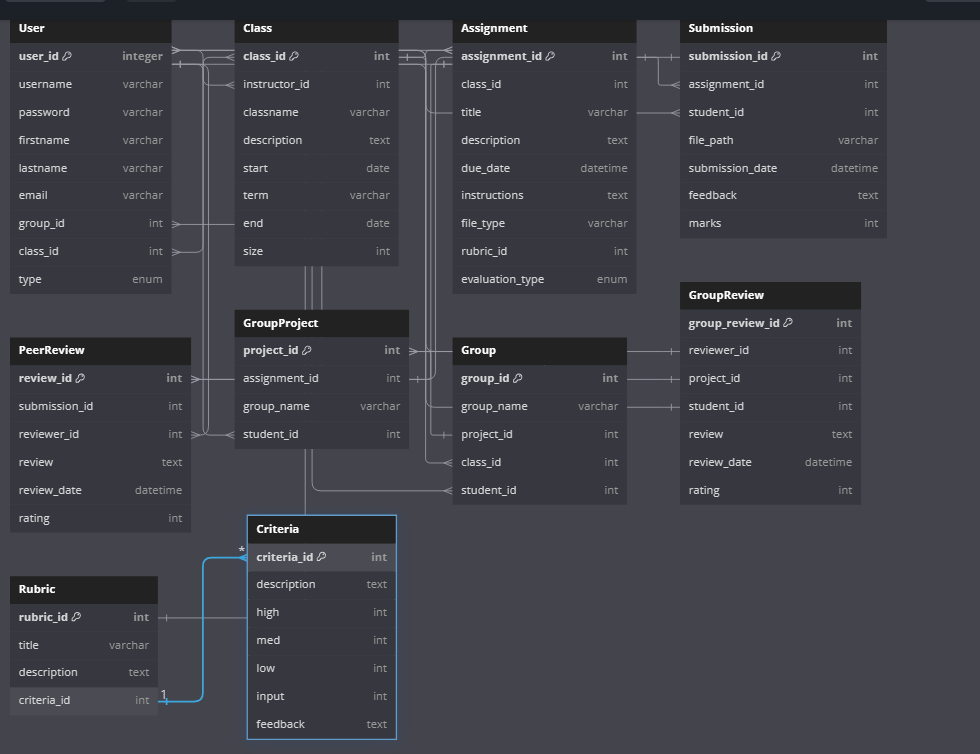 User
user_id integer
username varchar
password varchar
firstname varchar
lastname varchar
email varchar
group_id int
class_id int
type enum
Class
class_id int
instructor_id int
classname varchar
description text
start date
term varchar
end date
size int
Assignment
assignment_id int
class_id int
title varchar
description text
due_date datetime
instructions text
file_type varchar
rubric_id int
evaluation_type enum
Submission
submission_id int
assignment_id int
student_id int
file_path varchar
submission_date datetime
feedback text
marks int
PeerReview
review_id int
submission_id int
reviewer_id int
review text
review_date datetime
rating int
GroupProject
project_id int
assignment_id int
group_name varchar
student_id int
Group
group_id int
group_name varchar
project_id int
class_id int
student_id int
GroupReview
group_review_id int
reviewer_id int
project_id int
student_id int
review text
review_date datetime
rating int
Rubric
rubric_id int
title varchar
description text
criteria_id int
1
*
Criteria
criteria_id int
description text
high int
med int
low int
input int
feedback text